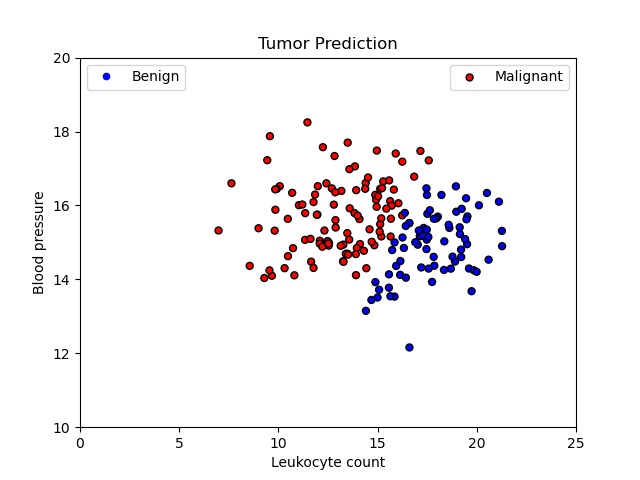 Tumor Prediction
Benign
Malignant
Blood pressure
20
18
16
14
12
10
0 5 10 15 20 25
Leukocyte count